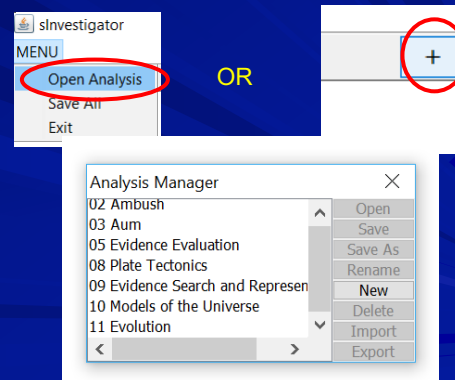 sInvestigator
MENU
Open Analysis
Save All
Exit
OR
+
Analysis Manager
02 Ambush
03 Aum
05 Evidence Evaluation
08 Plate Tectonics
09 Evidence Search and Represen
10 Models of the Universe
11 Evolution
Open
Save
Save As
Rename
New
Delete
Import
Export